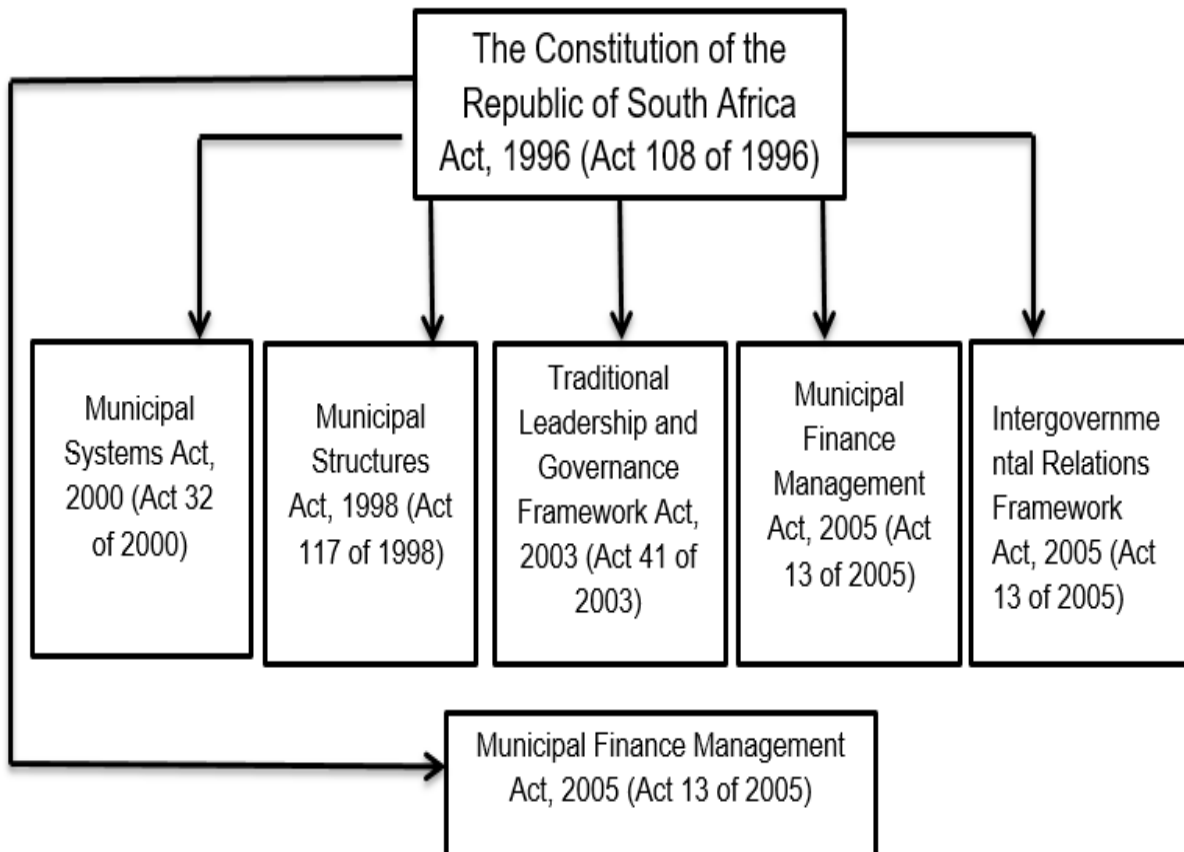 The Constitution of the
Republic of South Africa
Act, 1996 (Act 108 of 1996)
Municipal
Systems Act,
2000 (Act 32
of 2000)
Municipal
Structures
Act, 1998 (Act
117 of 1998)
Traditional
Leadership and
Governance
Framework Act,
2003 (Act 41 of
2003)
Municipal
Finance
Management
Act, 2005 (Act
13 of 2005)
Intergovernme
ntal Relations
Framework
Act, 2005 (Act
13 of 2005)
Municipal Finance Management
Act, 2005 (Act 13 of 2005)